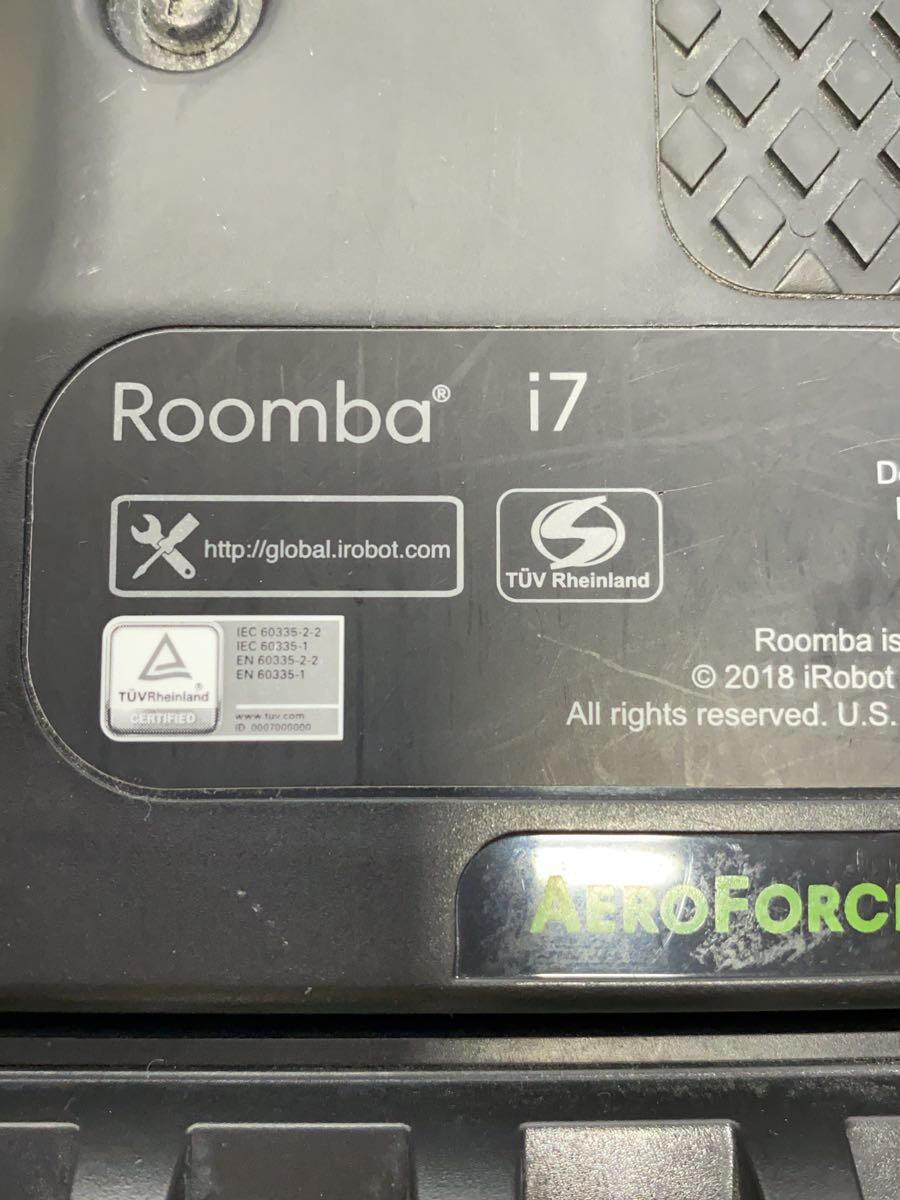 Roomba® i7
http://global.irobot.com
TÜV Rheinland
TÜVRheinland®
CERTIFIED
IEC 60335-2-2
IEC 60335-1
EN 60335-2-2
EN 60335-1
www.tuv.com
ID 0007000000
Roomba is
© 2018 iRobot
All rights reserved. U.S.
AEROFORCE